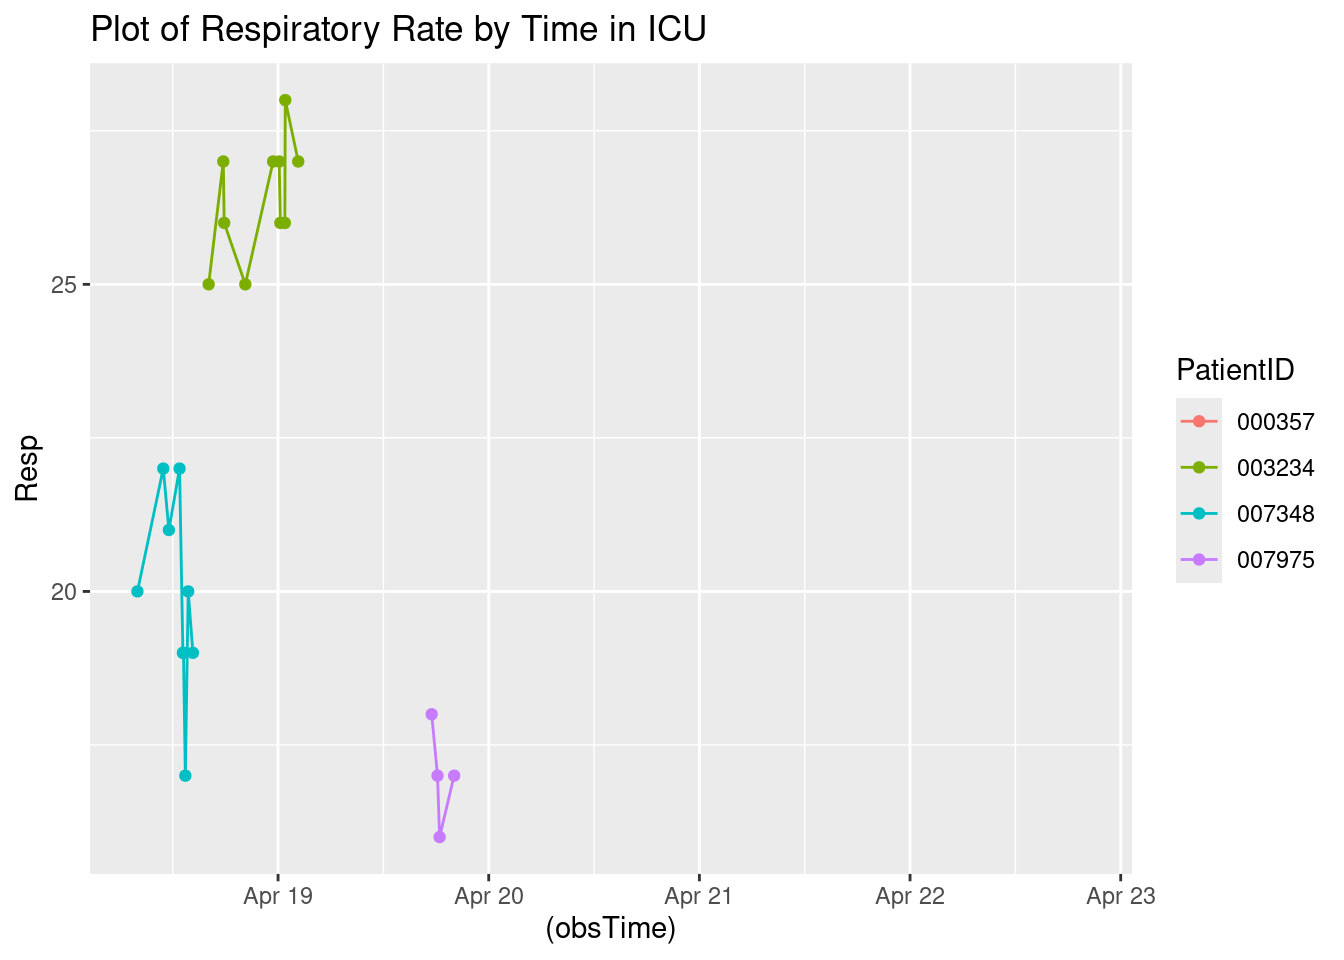 Plot of Respiratory Rate by Time in ICU
Resp
25
20
Apr 19
Apr 20
Apr 21
Apr 22
Apr 23
(obsTime)
PatientID
000357
003234
007348
007975